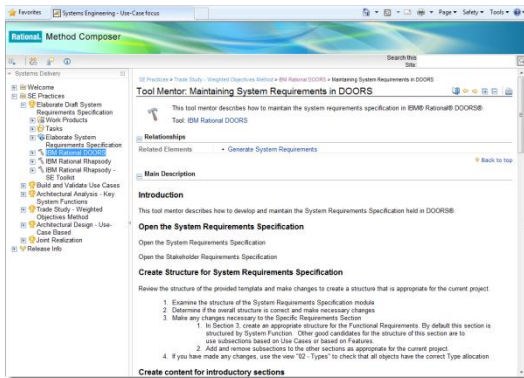 Favorites
Systems Engineering - Use-Case focus
Page
Safety
Tools
Rational. Method Composer
Search this
Site:
Systems Delivery
Welcome
SE Practices
Elaborate Draft System
Requirements Specification
Work Products
Tasks
Elaborate System
Requirements Specification
IBM Rational DOORS
IBM Rational Rhapsody
IBM Rational Rhapsody -
SE Toolkit
Build and Validate Use Cases
Architectural Analysis - Key
System Functions
Trade Study - Weighted
Objectives Method
Architectural Design - Use-
Case Based
Joint Realization
Release Info
SE Practices > Trade Study - Weighted Objectives Method > IBM Rational DOORS > Maintaining System Requirements in DOORS
Tool Mentor: Maintaining System Requirements in DOORS
This tool mentor describes how to maintain the system requirements specification in IBM® Rational® DOORS®.
Tool: IBM Rational DOORS
Relationships
Related Elements
• Generate System Requirements
Back to top
Main Description
Introduction
This tool mentor describes how to develop and maintain the System Requirements Specification held in DOORS®.
Open the System Requirements Specification
Open the System Requirements Specification
Open the Stakeholder Requirements Specification
Create Structure for System Requirements Specification
Review the structure of the provided template and make changes to create a structure that is appropriate for the current project.
1. Examine the structure of the System Requirements Specification module
2. Determine if the overall structure is correct and make necessary changes
3. Make any changes necessary to the Specific Requirements Section
1. In Section 3, create an appropriate structure for the Functional Requirements. By default this section is
structured by System Function. Other good candidates for the structure of this section are to
use subsections based on Use Cases or based on Features.
2. Add and remove subsections to the other sections as appropriate for the current project
4. If you have made any changes, use the view "02 - Types" to check that all objects have the correct Type allocation
Create content for introductory sections